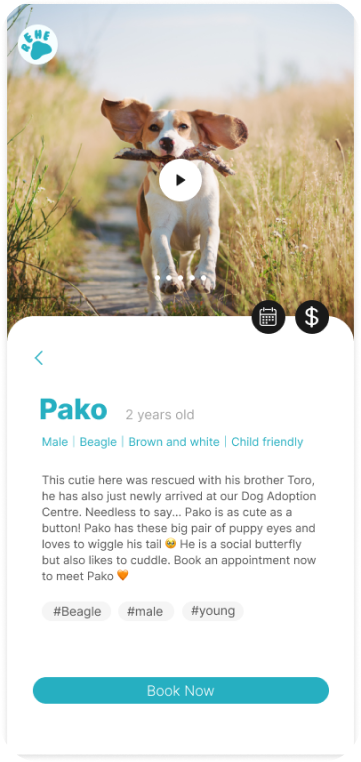 REHE
$
Pako 2 years old
Male | Beagle | Brown and white | Child friendly
This cutie here was rescued with his brother Toro,
he has also just newly arrived at our Dog Adoption
Centre. Needless to say... Pako is as cute as a
button! Pako has these big pair of puppy eyes and
loves to wiggle his tail 🥹 He is a social butterfly
but also likes to cuddle. Book an appointment now
to meet Pako 🧡
#Beagle #male #young
Book Now